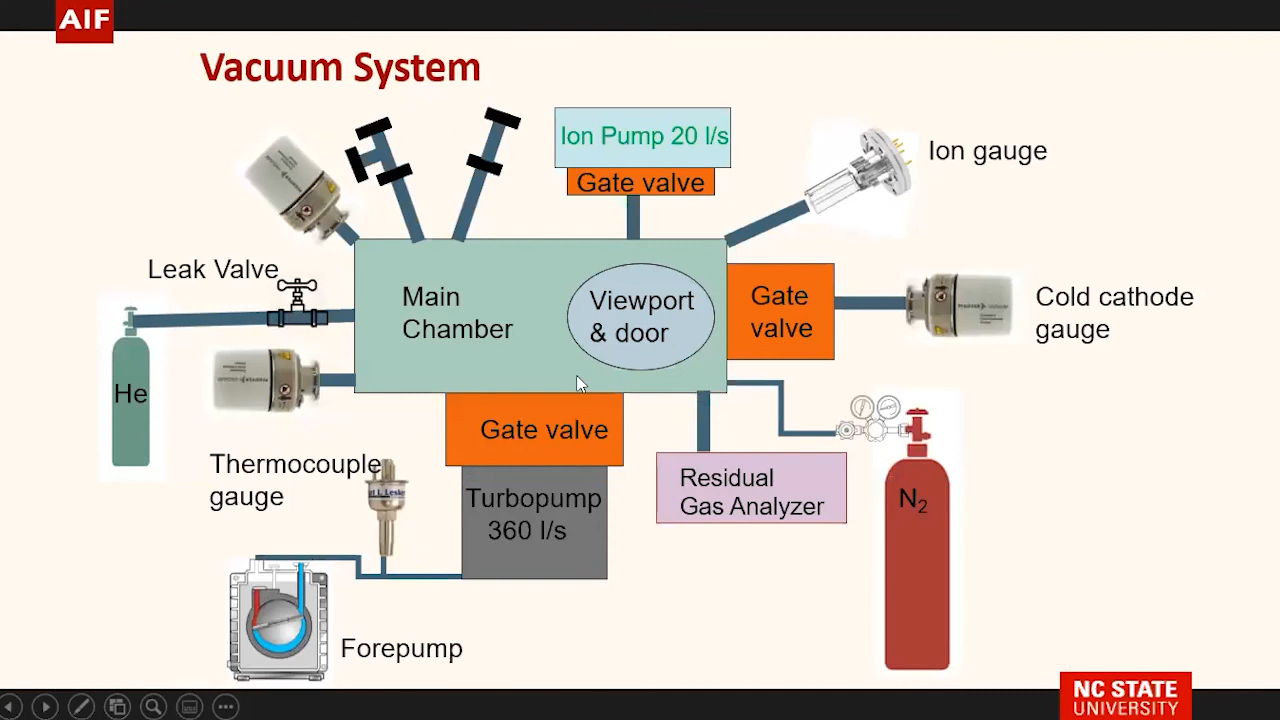 AIF
Vacuum System
Ion Pump 20 l/s
Gate valve
Ion gauge
Leak Valve
Main
Chamber
Viewport
& door
Gate
valve
Cold cathode
gauge
He
Gate valve
Thermocouple
gauge
Turbopump
360 l/s
Residual
Gas Analyzer
N₂
Forepump
NC STATE
UNIVERSITY